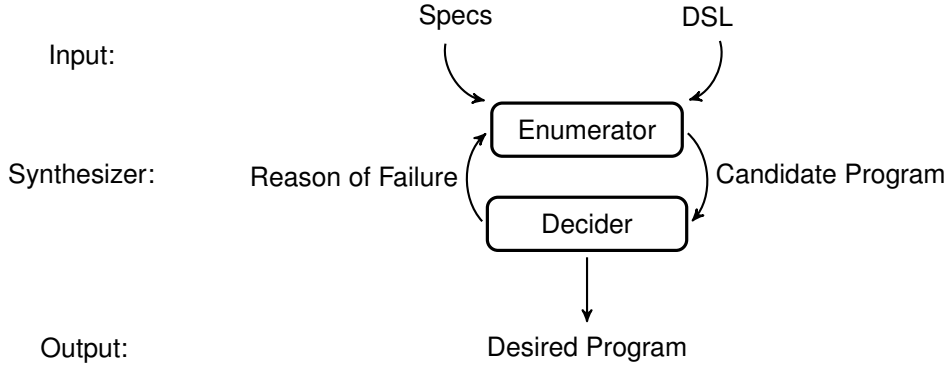 Specs DSL
Input:
Enumerator
Synthesizer: Reason of Failure Candidate Program
Decider
Output: Desired Program